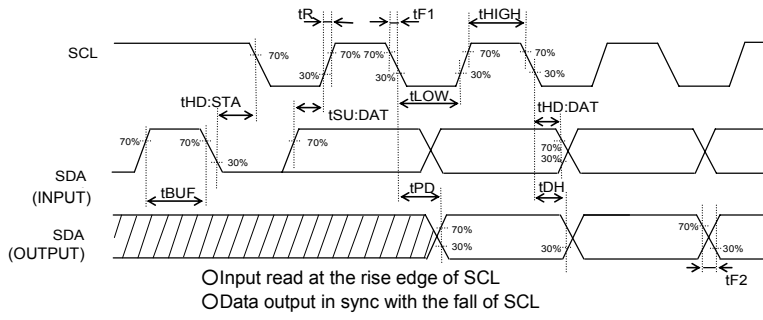 tR tF1 tHIGH
SCL 70% 70% 70% 70% 70%
30% 30% 30% 30%
tHD:STA tSU:DAT tLOW tHD:DAT
70% 70% 70% 70%
30% 30%
SDA
(INPUT)
tBUF tPD tDH
SDA
(OUTPUT)
70% 70%
30% 30% 30%
tF2
○Input read at the rise edge of SCL
○Data output in sync with the fall of SCL